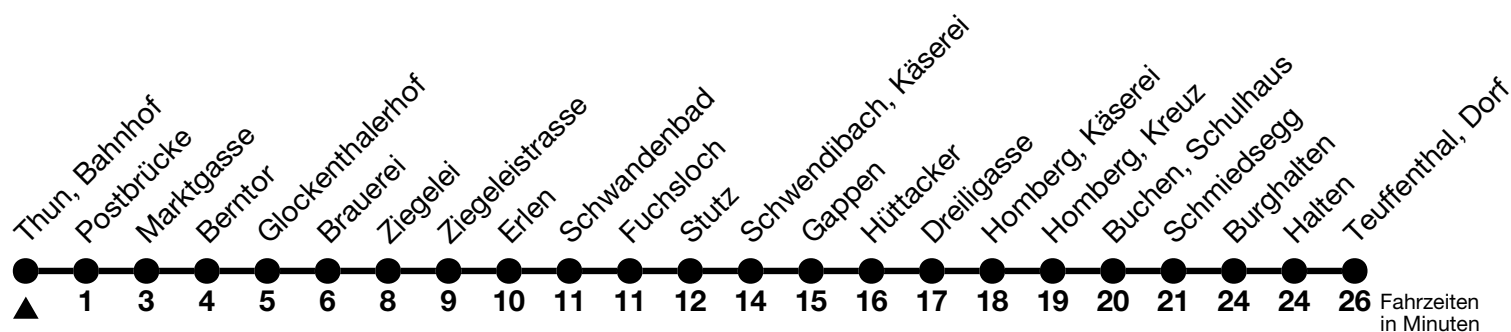 Thun, Bahnhof
Postbrücke
Marktgasse
Berntor
Glockenthalerhof
Brauerei
Ziegelei
Ziegeleistrasse
Erlen
Schwandenbad
Fuchsloch
Stutz
Schwendibach, Käserei
Gappen
Hüttacker
Dreiligasse
Homberg, Käserei
Homberg, Kreuz
Buchen, Schulhaus
Schmiedsegg
Burghalten
Halten
Teuffenthal, Dorf
1 3 4 5 6 8 9 10 11 11 12 14 15 16 17 18 19 20 21 24 24 26 Fahrzeiten
in Minuten